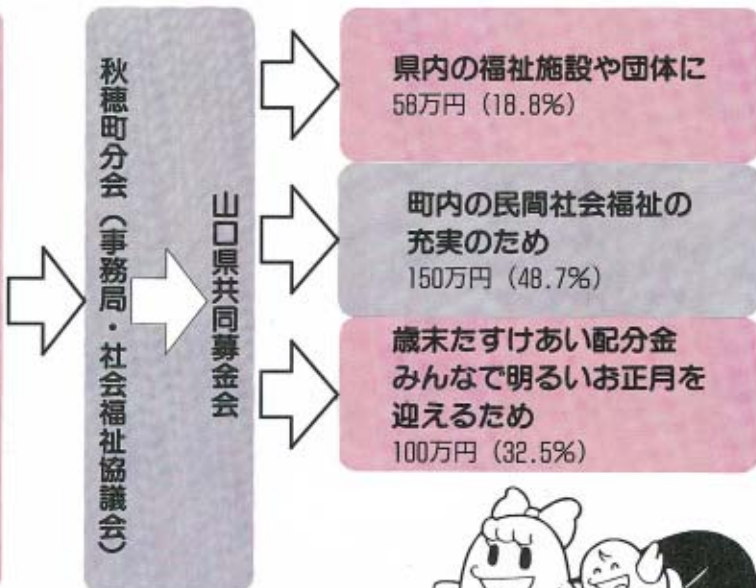 秋穂町分会（事務局・社会福祉協議会）
山口県共同募金会
県内の福祉施設や団体に
58万円（18.8%）
町内の民間社会福祉の
充実のため
150万円（48.7%）
歳末たすけあい配分金
みんなで明るいお正月を
迎えるため
100万円（32.5%）